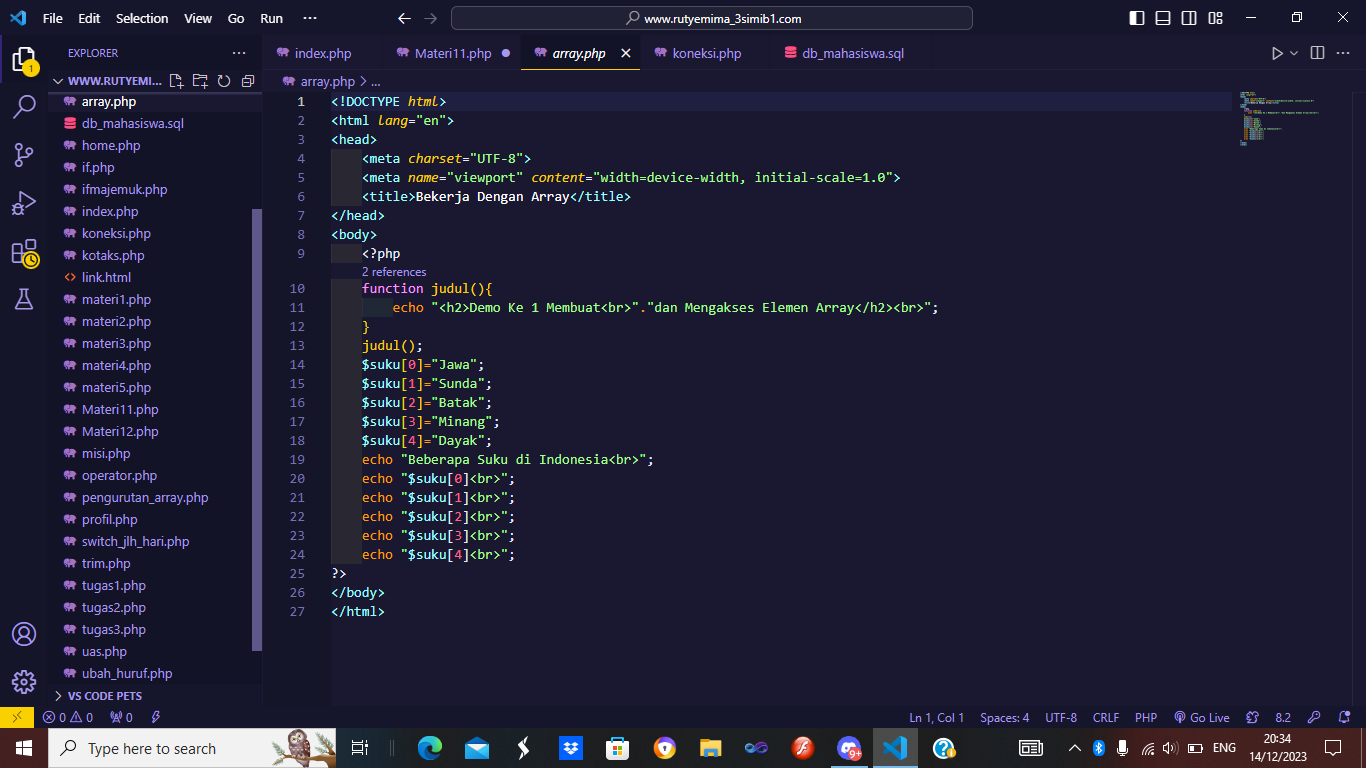 File Edit Selection View Go Run ···
www.rutyemima_3simib1.com
EXPLORER
WWW.RUTYEMI...
array.php
db_mahasiswa.sql
home.php
if.php
ifmajemuk.php
index.php
koneksi.php
kotaks.php
link.html
materi1.php
materi2.php
materi3.php
materi4.php
materi5.php
Materi11.php
Materi12.php
misi.php
operator.php
pengurutan_array.php
profil.php
switch_jlh_hari.php
trim.php
tugas1.php
tugas2.php
tugas3.php
uas.php
ubah_huruf.php
VS CODE PETS
1
index.php Materi11.php array.php koneksi.php db_mahasiswa.sql
array.php > ...
1 <!DOCTYPE html>
2 <html lang="en">
3 <head>
4 <meta charset="UTF-8">
5 <meta name="viewport" content="width=device-width, initial-scale=1.0">
6 <title>Bekerja Dengan Array</title>
7 </head>
8 <body>
9 <?php
2 references
10 function judul(){
11 echo "<h2>Demo Ke 1 Membuat<br>"."dan Mengakses Elemen Array</h2><br>";
12 }
13 judul();
14 $suku[0]="Jawa";
15 $suku[1]="Sunda";
16 $suku[2]="Batak";
17 $suku[3]="Minang";
18 $suku[4]="Dayak";
19 echo "Beberapa Suku di Indonesia<br>";
20 echo "$suku[0]<br>";
21 echo "$suku[1]<br>";
22 echo "$suku[2]<br>";
23 echo "$suku[3]<br>";
24 echo "$suku[4]<br>";
25 ?>
26 </body>
27 </html>
0 0 0 Ln 1, Col 1 Spaces: 4 UTF-8 CRLF PHP Go Live 8.2
Type here to search
9+
ENG
20:34
14/12/2023